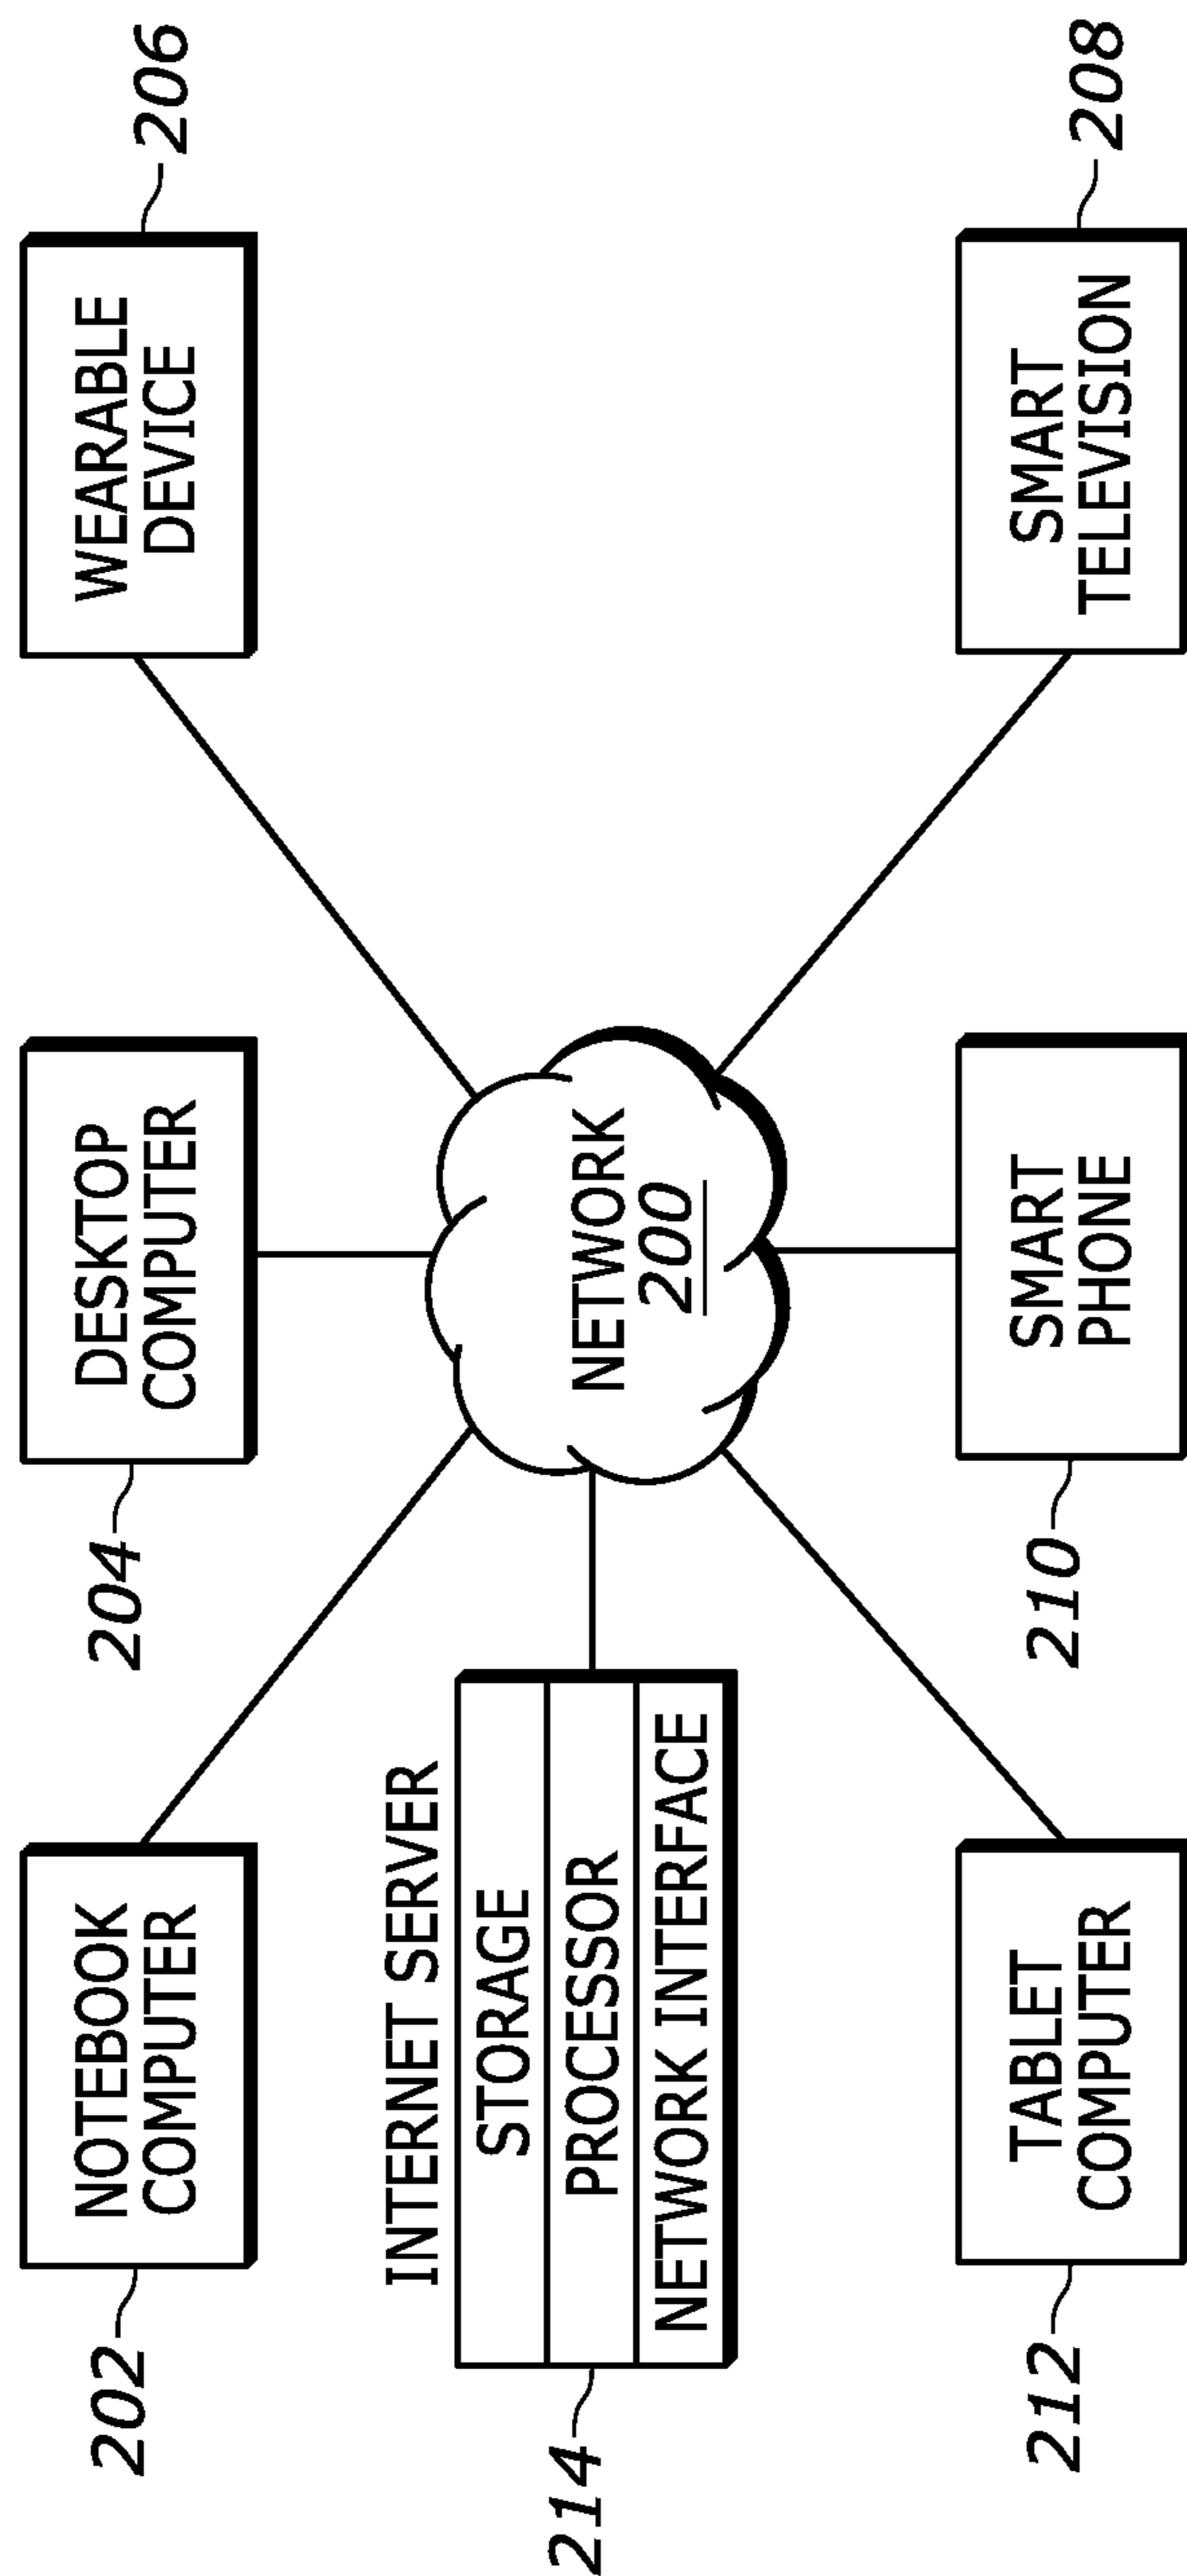 202
NOTEBOOK
COMPUTER
204
DESKTOP
COMPUTER
WEARABLE
DEVICE
206
INTERNET SERVER
214
STORAGE
PROCESSOR
NETWORK INTERFACE
NETWORK
200
212
TABLET
COMPUTER
210
SMART
PHONE
SMART
TELEVISION
208